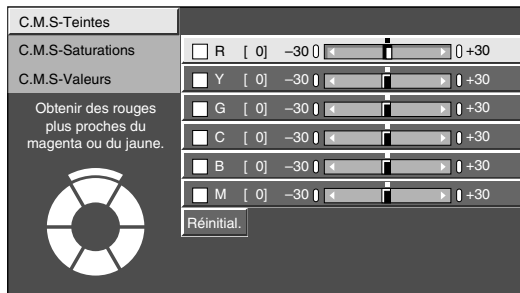 C.M.S-Teintes
C.M.S-Saturations
C.M.S-Valeurs
Obtenir des rouges
plus proches du
magenta ou du jaune.
R [ 0] –30 +30
Y [ 0] –30 +30
G [ 0] –30 +30
C [ 0] –30 +30
B [ 0] –30 +30
M [ 0] –30 +30
Réinitial.